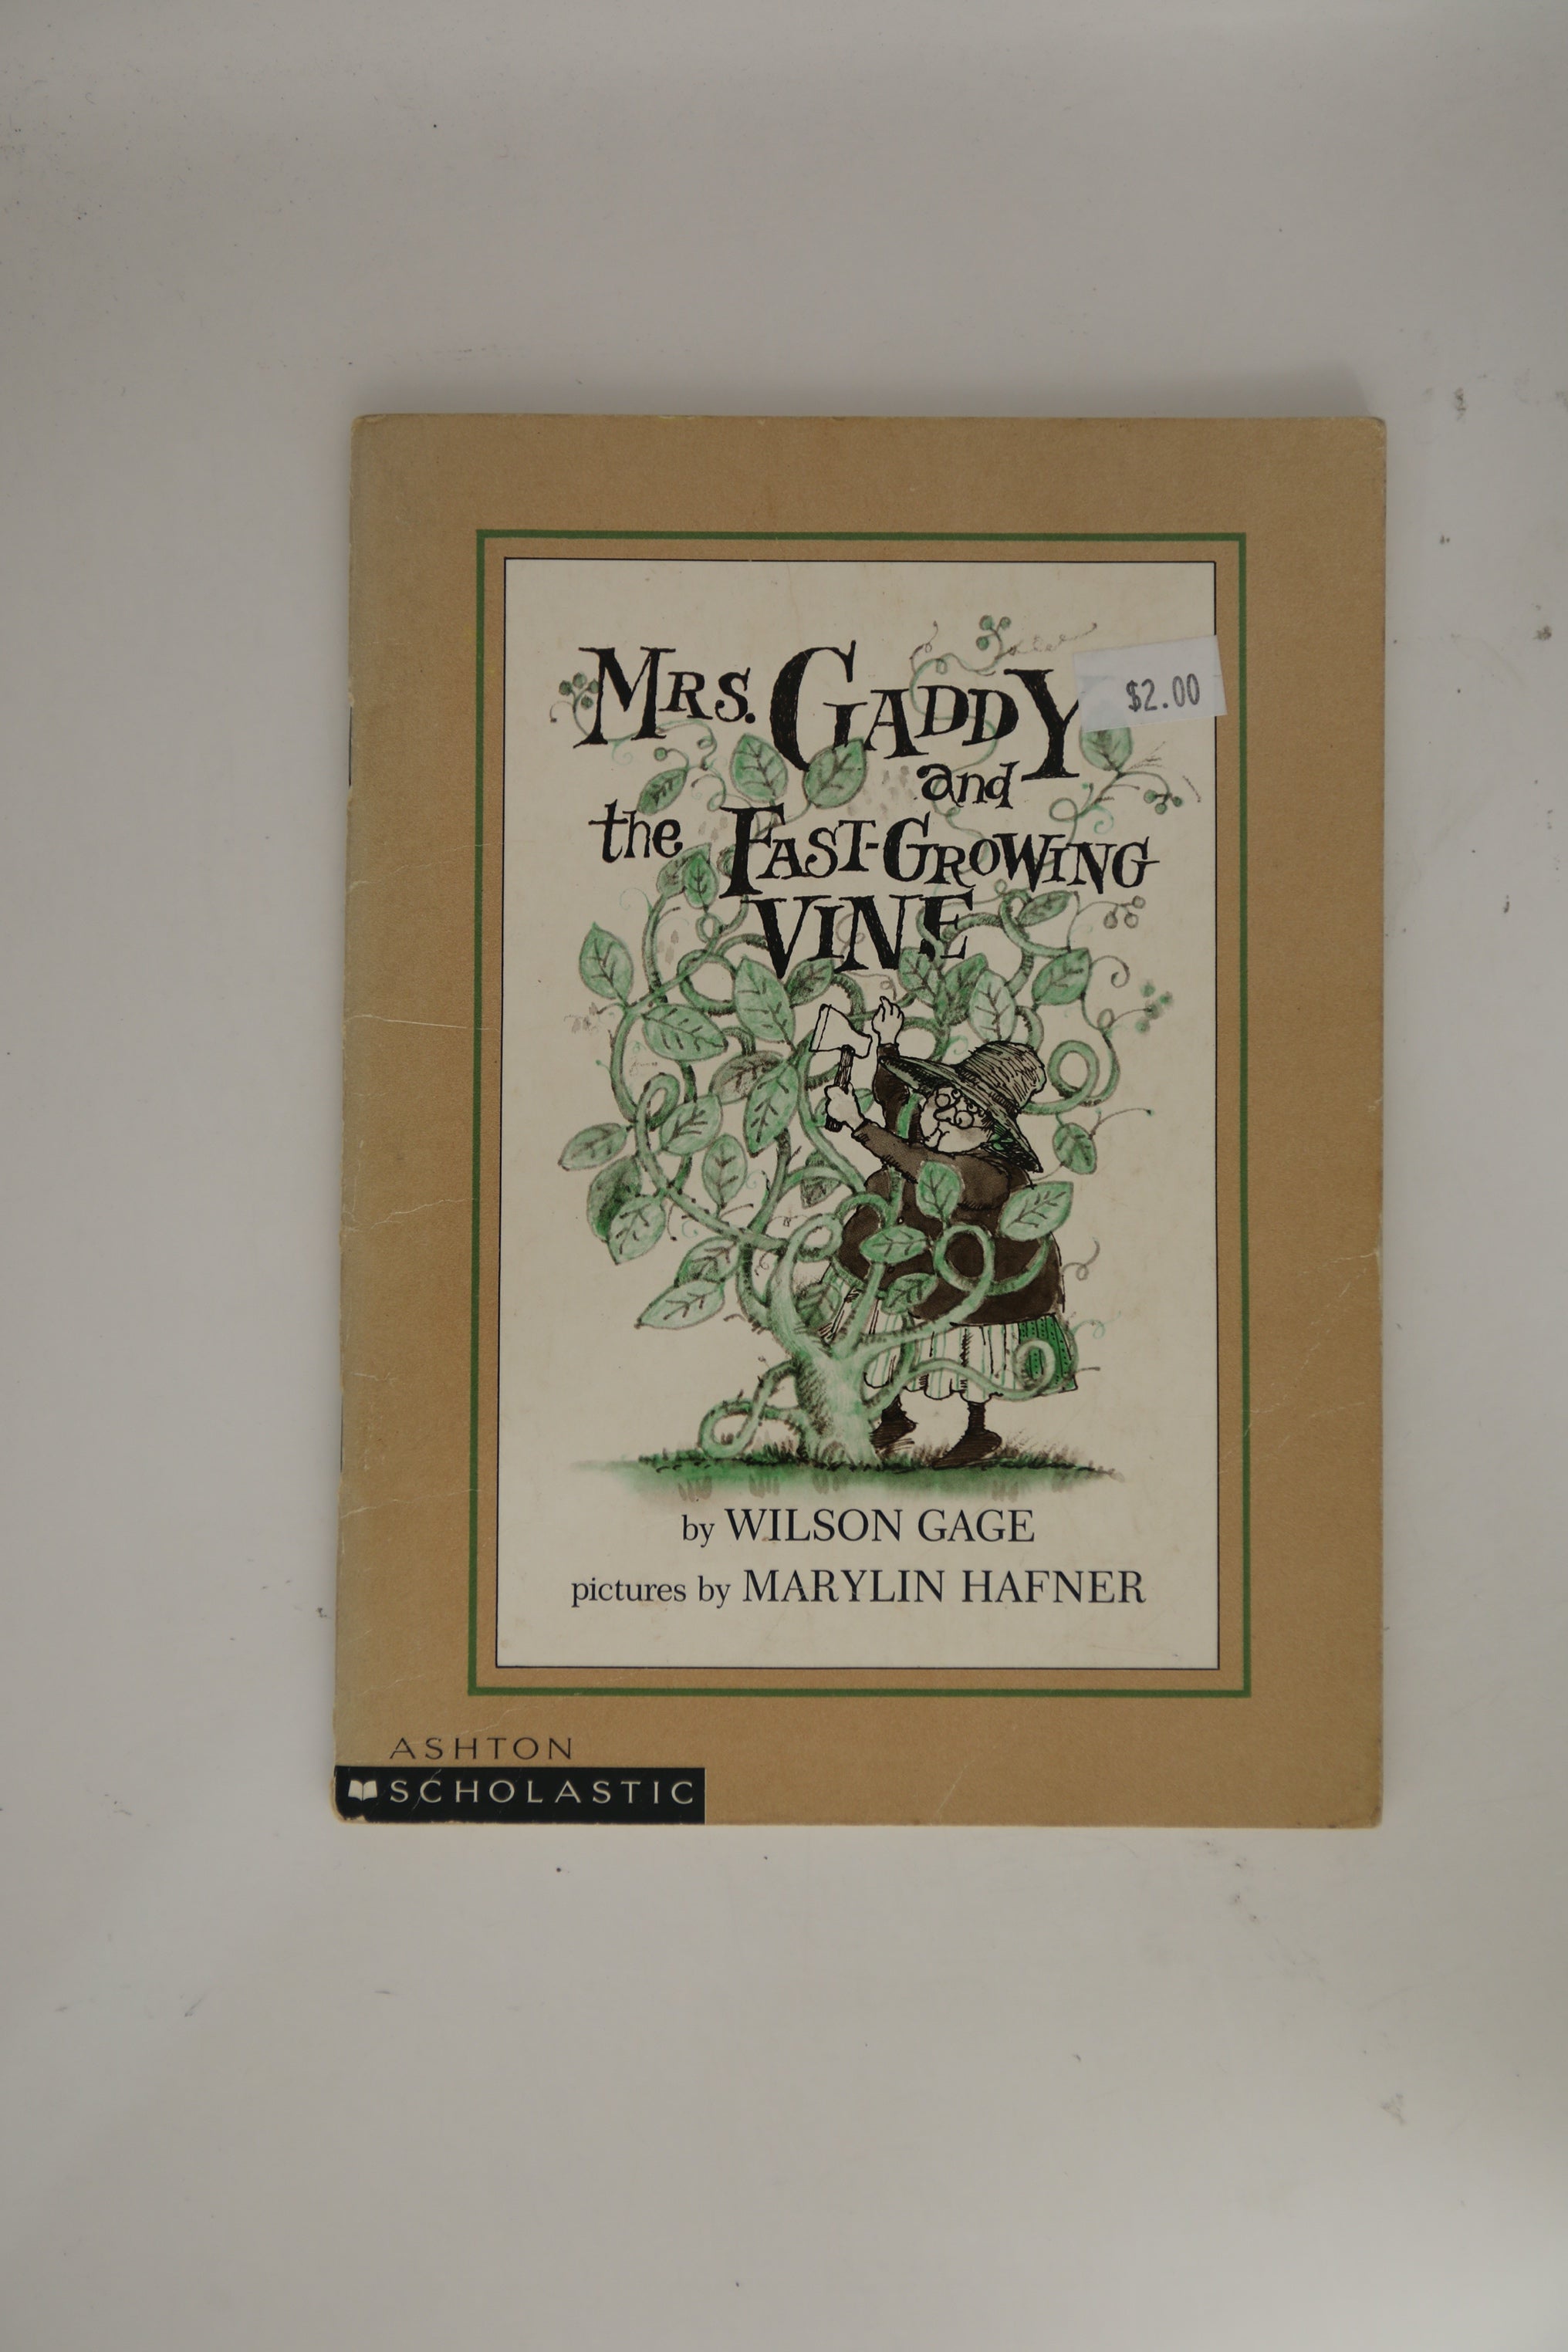 MRS. GADDY
$2.00
and
the FAST-GROWING
VINE
by WILSON GAGE
pictures by MARYLIN HAFNER
ASHTON
SCHOLASTIC